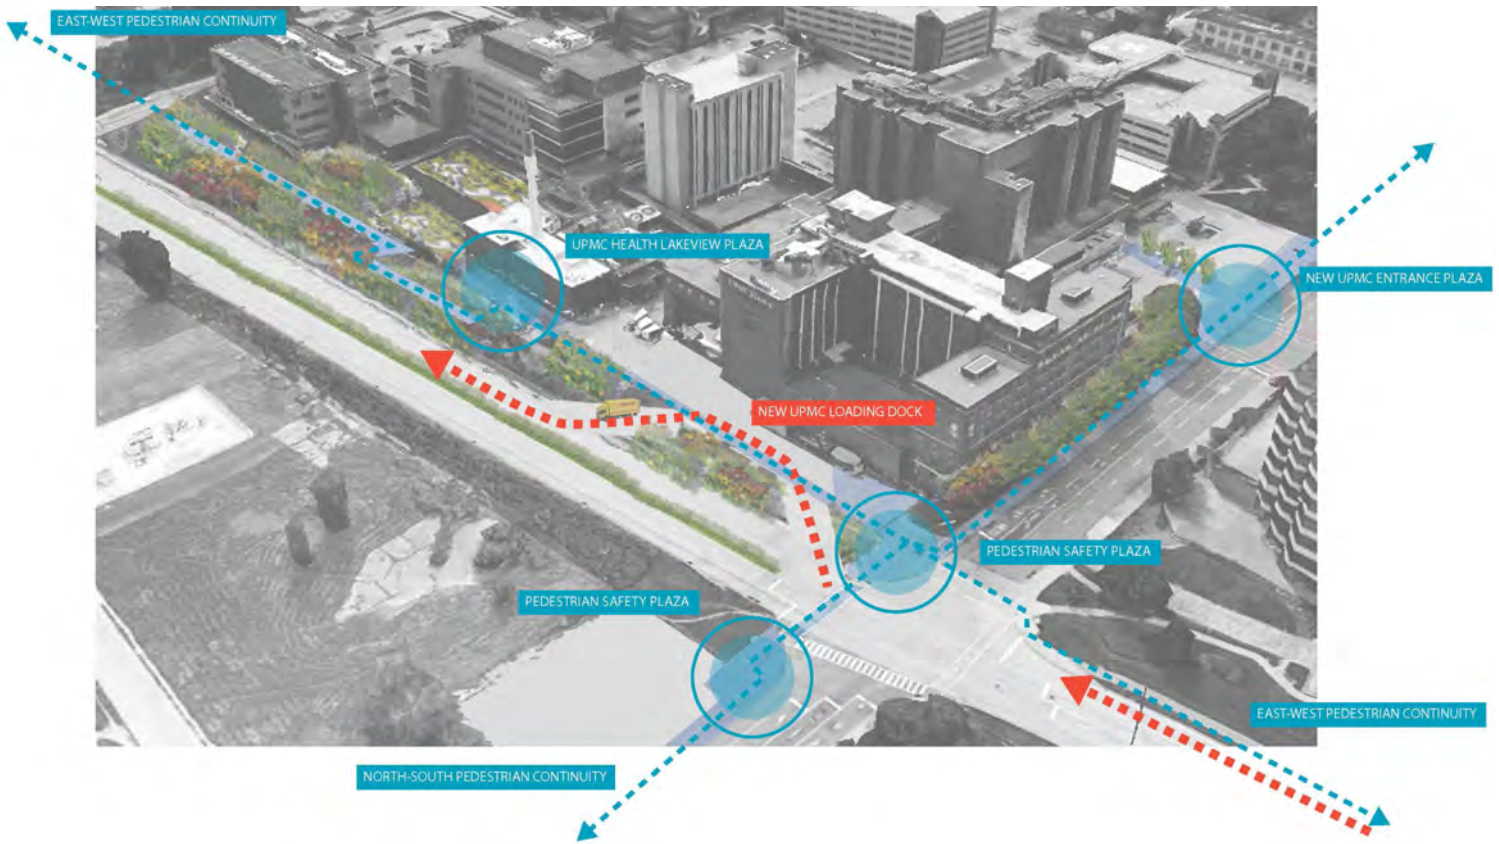 EAST-WEST PEDESTRIAN CONTINUITY
UPMC HEALTH LAKEVIEW PLAZA
NEW UPMC ENTRANCE PLAZA
NEW UPMC LOADING DOCK
PEDESTRIAN SAFETY PLAZA
PEDESTRIAN SAFETY PLAZA
EAST-WEST PEDESTRIAN CONTINUITY
NORTH-SOUTH PEDESTRIAN CONTINUITY